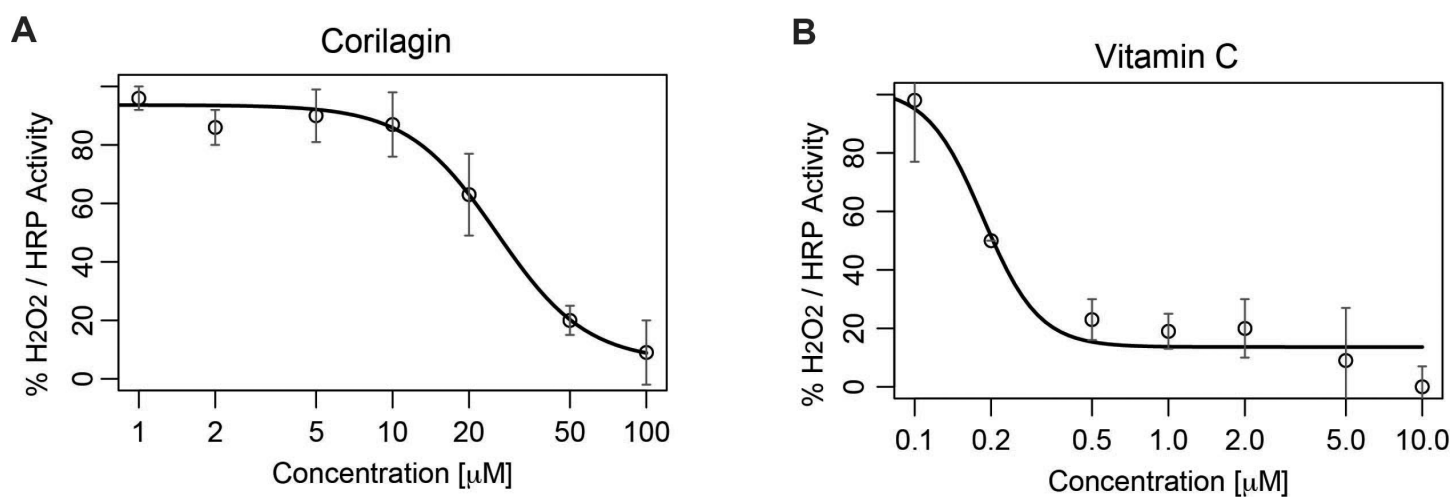 A
Corilagin
% H2O2 / HRP Activity
80
60
40
20
0
1 2 5 10 20 50 100
Concentration [μM]
B
Vitamin C
% H2O2 / HRP Activity
80
60
40
20
0
0.1 0.2 0.5 1.0 2.0 5.0 10.0
Concentration [μM]